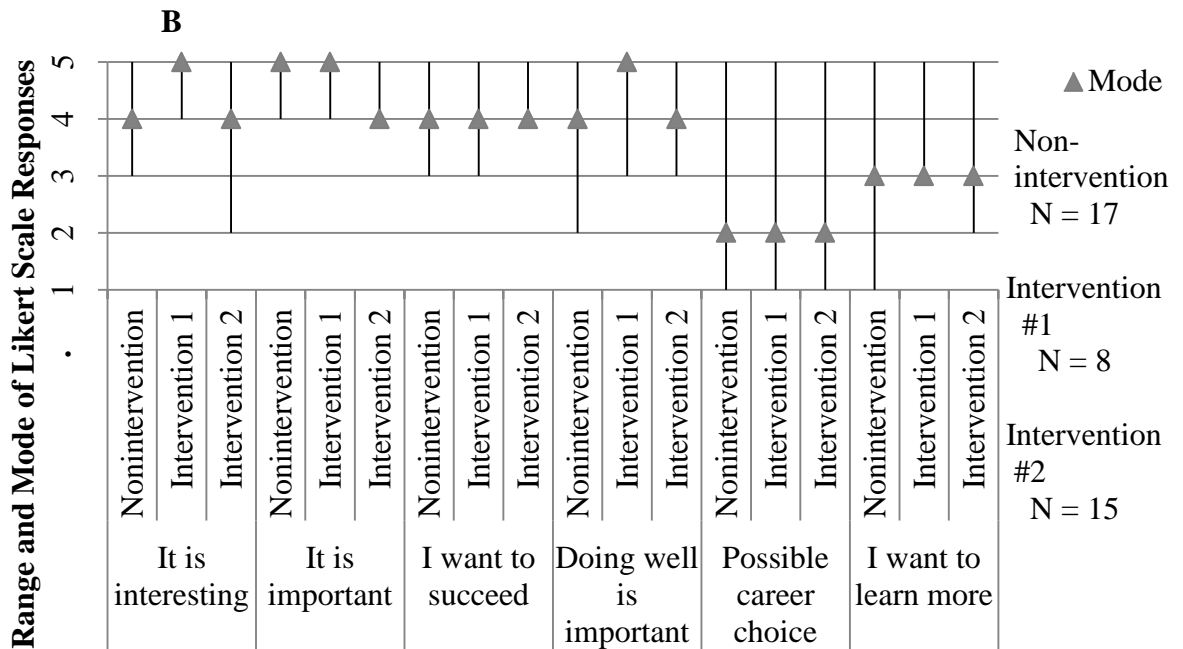 B
Range and Mode of Likert Scale Responses
5
4
3
2
1
.
Mode
Non-
intervention
N = 17
Intervention
#1
N = 8
Intervention
#2
N = 15
Nonintervention
Intervention 1
Intervention 2
Nonintervention
Intervention 1
Intervention 2
Nonintervention
Intervention 1
Intervention 2
Nonintervention
Intervention 1
Intervention 2
Nonintervention
Intervention 1
Intervention 2
Nonintervention
Intervention 1
Intervention 2
It is
interesting
It is
important
I want to
succeed
Doing well
is
important
Possible
career
choice
I want to
learn more